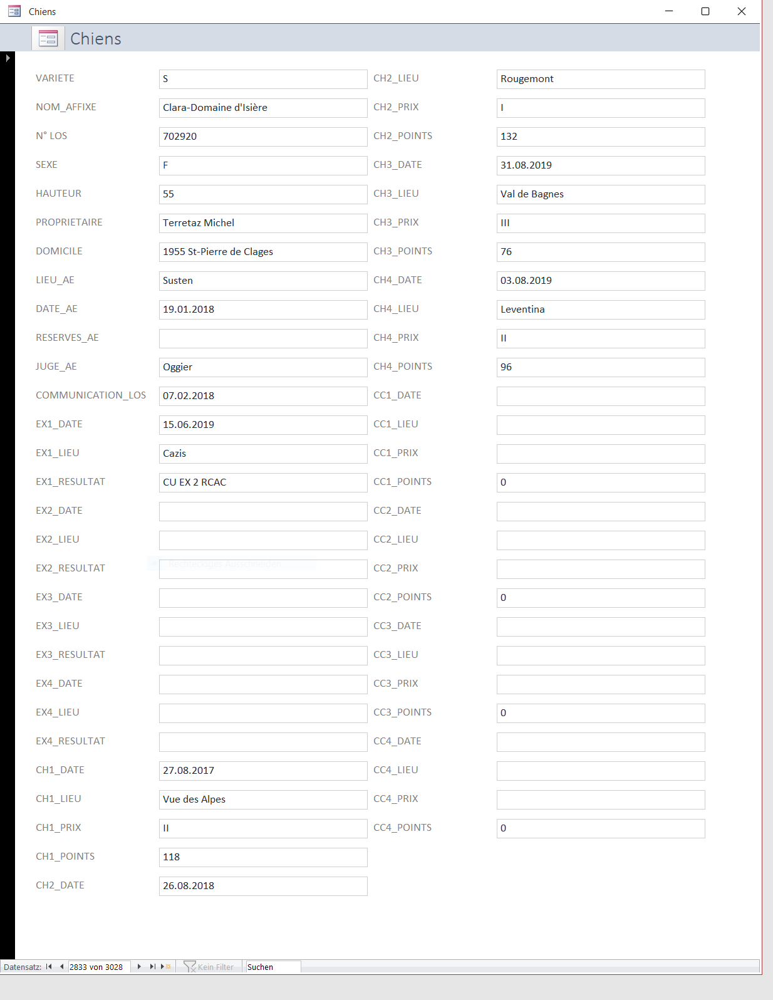 Chiens
Chiens
VARIETE S
NOM_AFFIXE Clara-Domaine d'Isière
N° LOS 702920
SEXE F
HAUTEUR 55
PROPRIETAIRE Terretaz Michel
DOMICILE 1955 St-Pierre de Clages
LIEU_AE Susten
DATE_AE 19.01.2018
RESERVES_AE
JUGE_AE Oggier
COMMUNICATION_LOS 07.02.2018
EX1_DATE 15.06.2019
EX1_LIEU Cazis
EX1_RESULTAT CU EX 2 RCAC
EX2_DATE
EX2_LIEU
Rechteckiges Ausschneiden
EX2_RESULTAT
EX3_DATE
EX3_LIEU
EX3_RESULTAT
EX4_DATE
EX4_LIEU
EX4_RESULTAT
CH1_DATE 27.08.2017
CH1_LIEU Vue des Alpes
CH1_PRIX II
CH1_POINTS 118
CH2_DATE 26.08.2018
CH2_LIEU Rougemont
CH2_PRIX I
CH2_POINTS 132
CH3_DATE 31.08.2019
CH3_LIEU Val de Bagnes
CH3_PRIX III
CH3_POINTS 76
CH4_DATE 03.08.2019
CH4_LIEU Leventina
CH4_PRIX II
CH4_POINTS 96
CC1_DATE
CC1_LIEU
CC1_PRIX
CC1_POINTS 0
CC2_DATE
CC2_LIEU
CC2_PRIX
CC2_POINTS 0
CC3_DATE
CC3_LIEU
CC3_PRIX
CC3_POINTS 0
CC4_DATE
CC4_LIEU
CC4_PRIX
CC4_POINTS 0
Datensatz: 2833 von 3028 Kein Filter Suchen